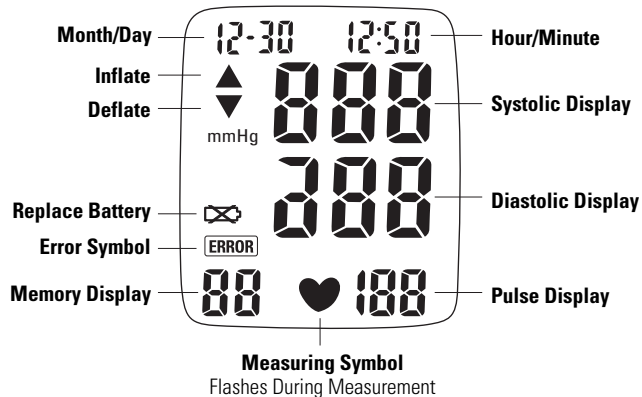 Month/Day
12-30
12:50
Hour/Minute
Inflate
Deflate
888
Systolic Display
mmHg
288
Diastolic Display
Replace Battery
Error Symbol
ERROR
Memory Display
88
188
Pulse Display
Measuring Symbol
Flashes During Measurement